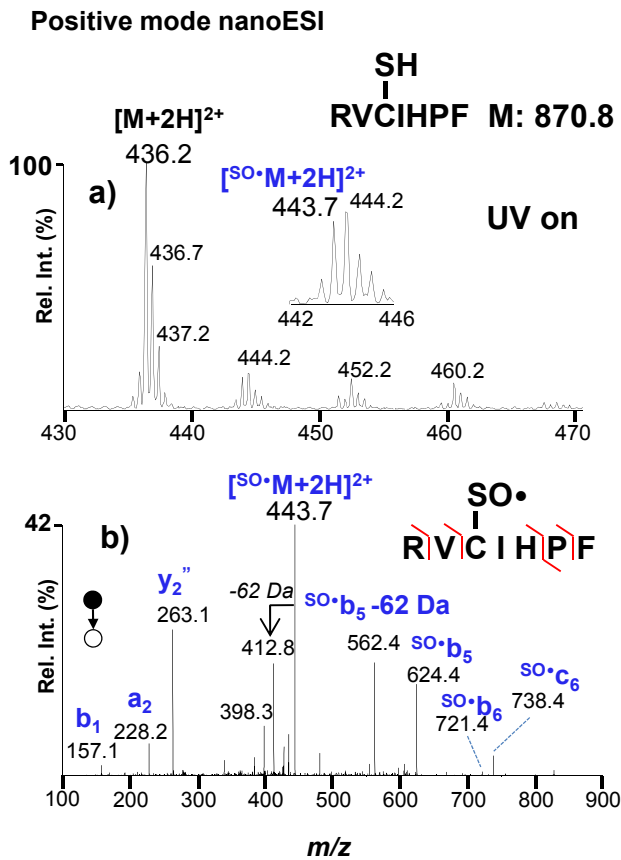 Positive mode nanoESI
SH
RVCIHPF M: 870.8
[M+2H]²⁺
436.2
100
a)
[ˢᴼ•M+2H]²⁺
443.7
444.2
UV on
436.7
437.2
442
446
444.2
452.2
460.2
Rel. Int. (%)
430
440
450
460
470
[ˢᴼ•M+2H]²⁺
443.7
SO•
R V C I H P F
42
b)
y₂”
263.1
-62 Da
ˢᴼ•b₅ -62 Da
412.8
562.4
ˢᴼ•b₅
624.4
ˢᴼ•c₆
738.4
ˢᴼ•b₆
721.4
a₂
228.2
b₁
157.1
398.3
Rel. Int. (%)
100
200
300
400
500
600
700
800
900
m/z